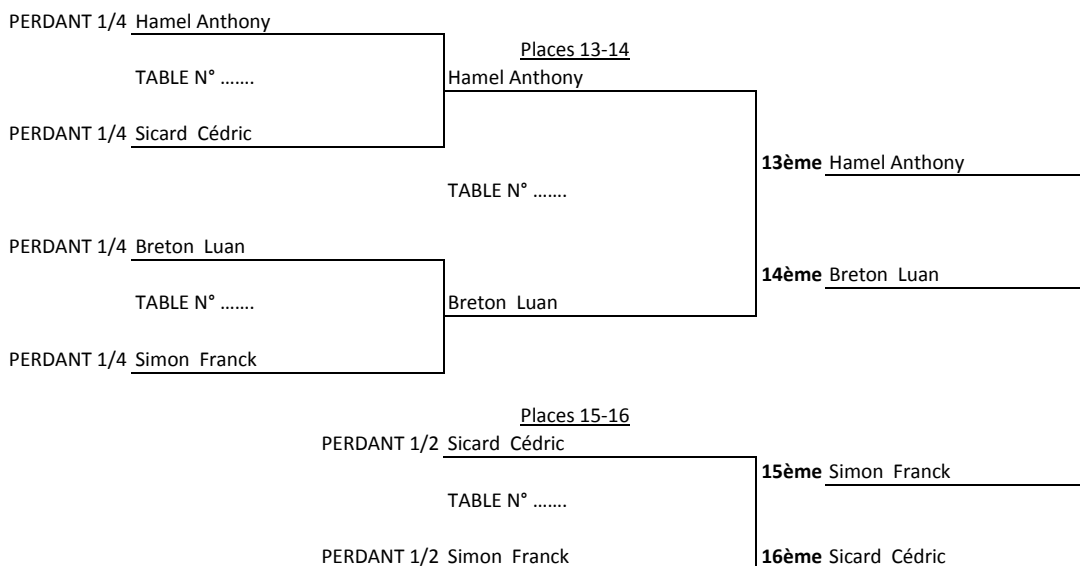 PERDANT 1/4 Hamel Anthony
Places 13-14
TABLE N° ....... Hamel Anthony
PERDANT 1/4 Sicard  Cédric
13ème Hamel Anthony
TABLE N° .......
PERDANT 1/4 Breton  Luan
14ème Breton  Luan
TABLE N° ....... Breton  Luan
PERDANT 1/4 Simon  Franck
Places 15-16
PERDANT 1/2 Sicard  Cédric
15ème Simon  Franck
TABLE N° .......
PERDANT 1/2 Simon  Franck 16ème Sicard  Cédric